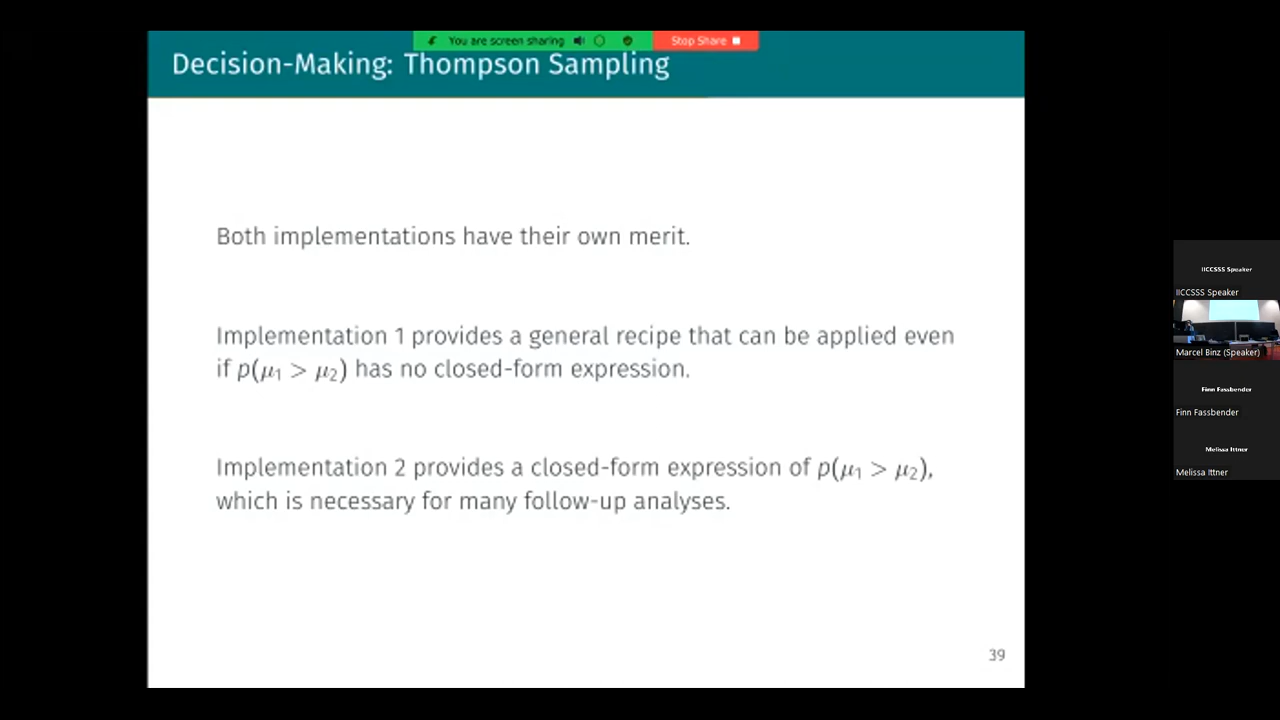 You are screen sharing
Stop Share
Decision-Making: Thompson Sampling
Both implementations have their own merit.
Implementation 1 provides a general recipe that can be applied even
if p(μ₁ > μ₂) has no closed-form expression.
Implementation 2 provides a closed-form expression of p(μ₁ > μ₂),
which is necessary for many follow-up analyses.
39
IICCSSS Speaker
IICCSSS Speaker
Marcel Binz (Speaker)
Finn Fassbender
Finn Fassbender
Melissa Ittner
Melissa Ittner